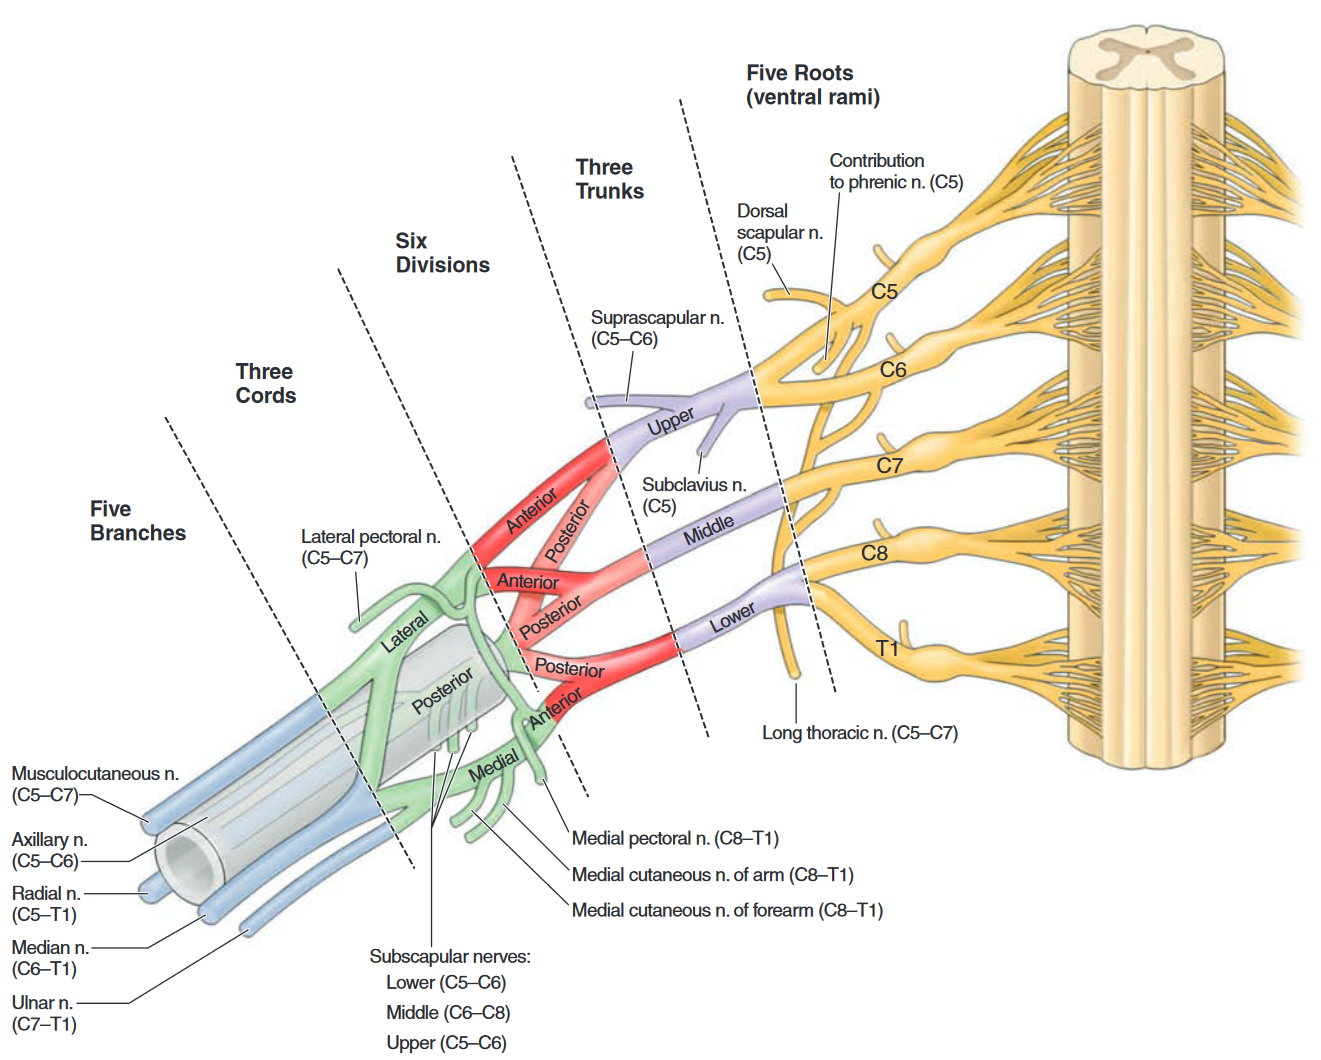 Five Roots
(ventral rami)
Three
Trunks
Six
Divisions
Three
Cords
Five
Branches
Contribution
to phrenic n. (C5)
Dorsal
scapular n.
(C5)
Suprascapular n.
(C5–C6)
Subclavius n.
(C5)
Lateral pectoral n.
(C5–C7)
C5
C6
C7
C8
T1
Upper
Middle
Lower
Anterior
Posterior
Anterior
Posterior
Posterior
Anterior
Lateral
Posterior
Medial
Long thoracic n. (C5–C7)
Musculocutaneous n.
(C5–C7)
Axillary n.
(C5–C6)
Radial n.
(C5–T1)
Median n.
(C6–T1)
Ulnar n.
(C7–T1)
Medial pectoral n. (C8–T1)
Medial cutaneous n. of arm (C8–T1)
Medial cutaneous n. of forearm (C8–T1)
Subscapular nerves:
Lower (C5–C6)
Middle (C6–C8)
Upper (C5–C6)